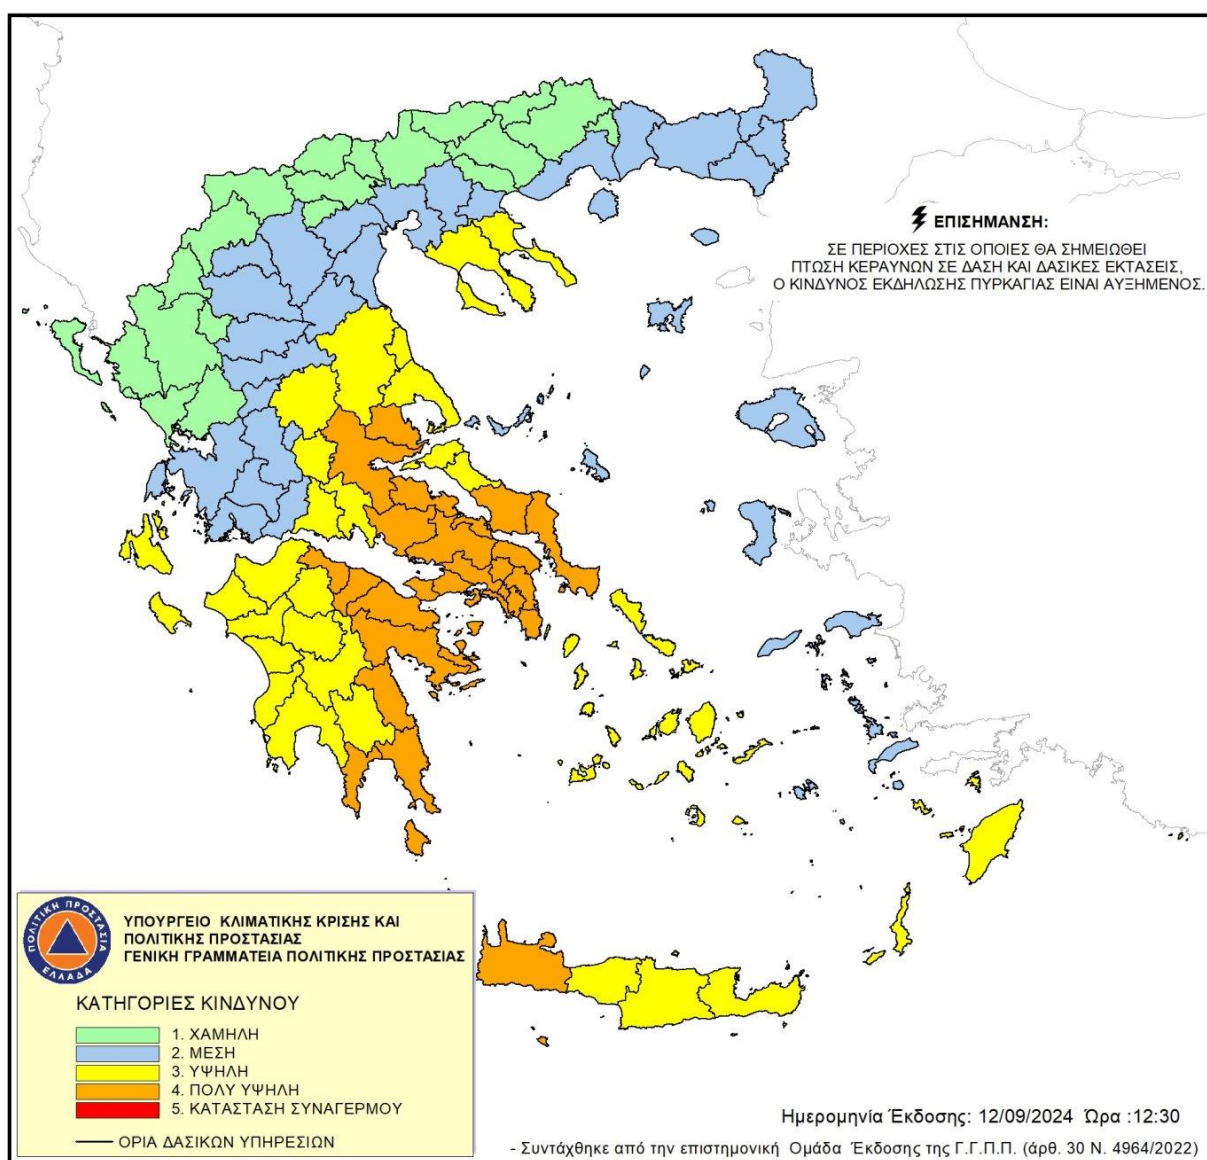 ΕΠΙΣΗΜΑΝΣΗ:
ΣΕ ΠΕΡΙΟΧΕΣ ΣΤΙΣ ΟΠΟΙΕΣ ΘΑ ΣΗΜΕΙΩΘΕΙ
ΠΤΩΣΗ ΚΕΡΑΥΝΩΝ ΣΕ ΔΑΣΗ ΚΑΙ ΔΑΣΙΚΕΣ ΕΚΤΑΣΕΙΣ,
Ο ΚΙΝΔΥΝΟΣ ΕΚΔΗΛΩΣΗΣ ΠΥΡΚΑΓΙΑΣ ΕΙΝΑΙ ΑΥΞΗΜΕΝΟΣ.
ΠΟΛΙΤΙΚΗ ΠΡΟΣΤΑΣΙΑ
ΕΛΛΑΔΑ
ΥΠΟΥΡΓΕΙΟ ΚΛΙΜΑΤΙΚΗΣ ΚΡΙΣΗΣ ΚΑΙ
ΠΟΛΙΤΙΚΗΣ ΠΡΟΣΤΑΣΙΑΣ
ΓΕΝΙΚΗ ΓΡΑΜΜΑΤΕΙΑ ΠΟΛΙΤΙΚΗΣ ΠΡΟΣΤΑΣΙΑΣ
ΚΑΤΗΓΟΡΙΕΣ ΚΙΝΔΥΝΟΥ
1. ΧΑΜΗΛΗ
2. ΜΕΣΗ
3. ΥΨΗΛΗ
4. ΠΟΛΥ ΥΨΗΛΗ
5. ΚΑΤΑΣΤΑΣΗ ΣΥΝΑΓΕΡΜΟΥ
ΟΡΙΑ ΔΑΣΙΚΩΝ ΥΠΗΡΕΣΙΩΝ
Ημερομηνία Έκδοσης: 12/09/2024 Ώρα :12:30
- Συντάχθηκε από την επιστημονική Ομάδα Έκδοσης της Γ.Γ.Π.Π. (άρθ. 30 Ν. 4964/2022)